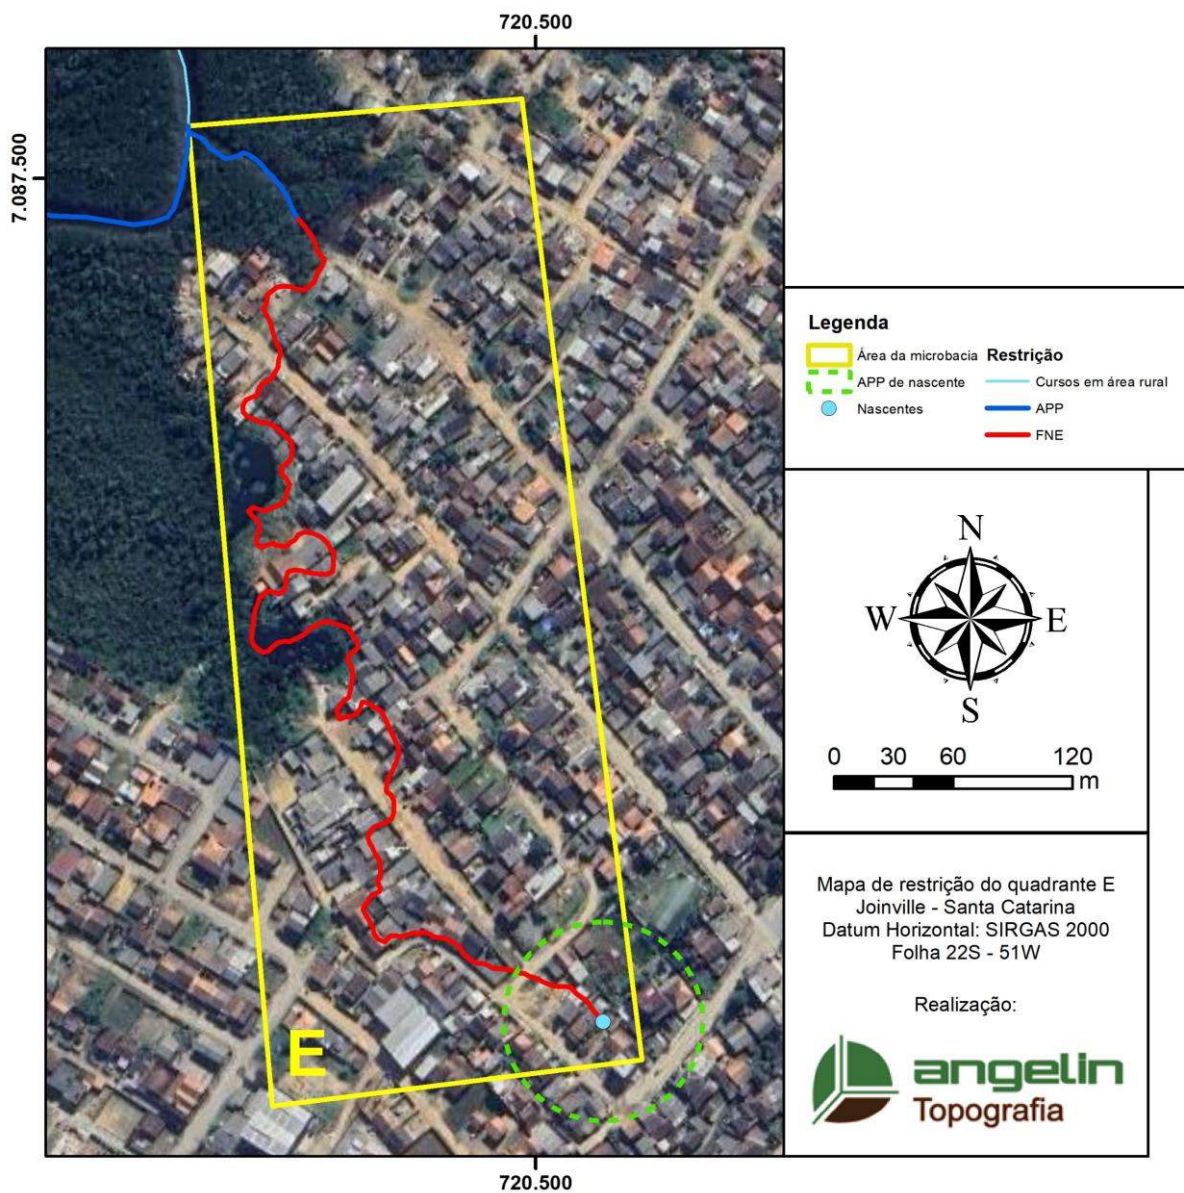 720.500
7.087.500
E
Legenda
Área da microbacia
APP de nascente
Nascentes
Restrição
Cursos em área rural
APP
FNE
N
W E
S
0 30 60 120
m
Mapa de restrição do quadrante E
Joinville - Santa Catarina
Datum Horizontal: SIRGAS 2000
Folha 22S - 51W
Realização:
angelin
Topografia
720.500